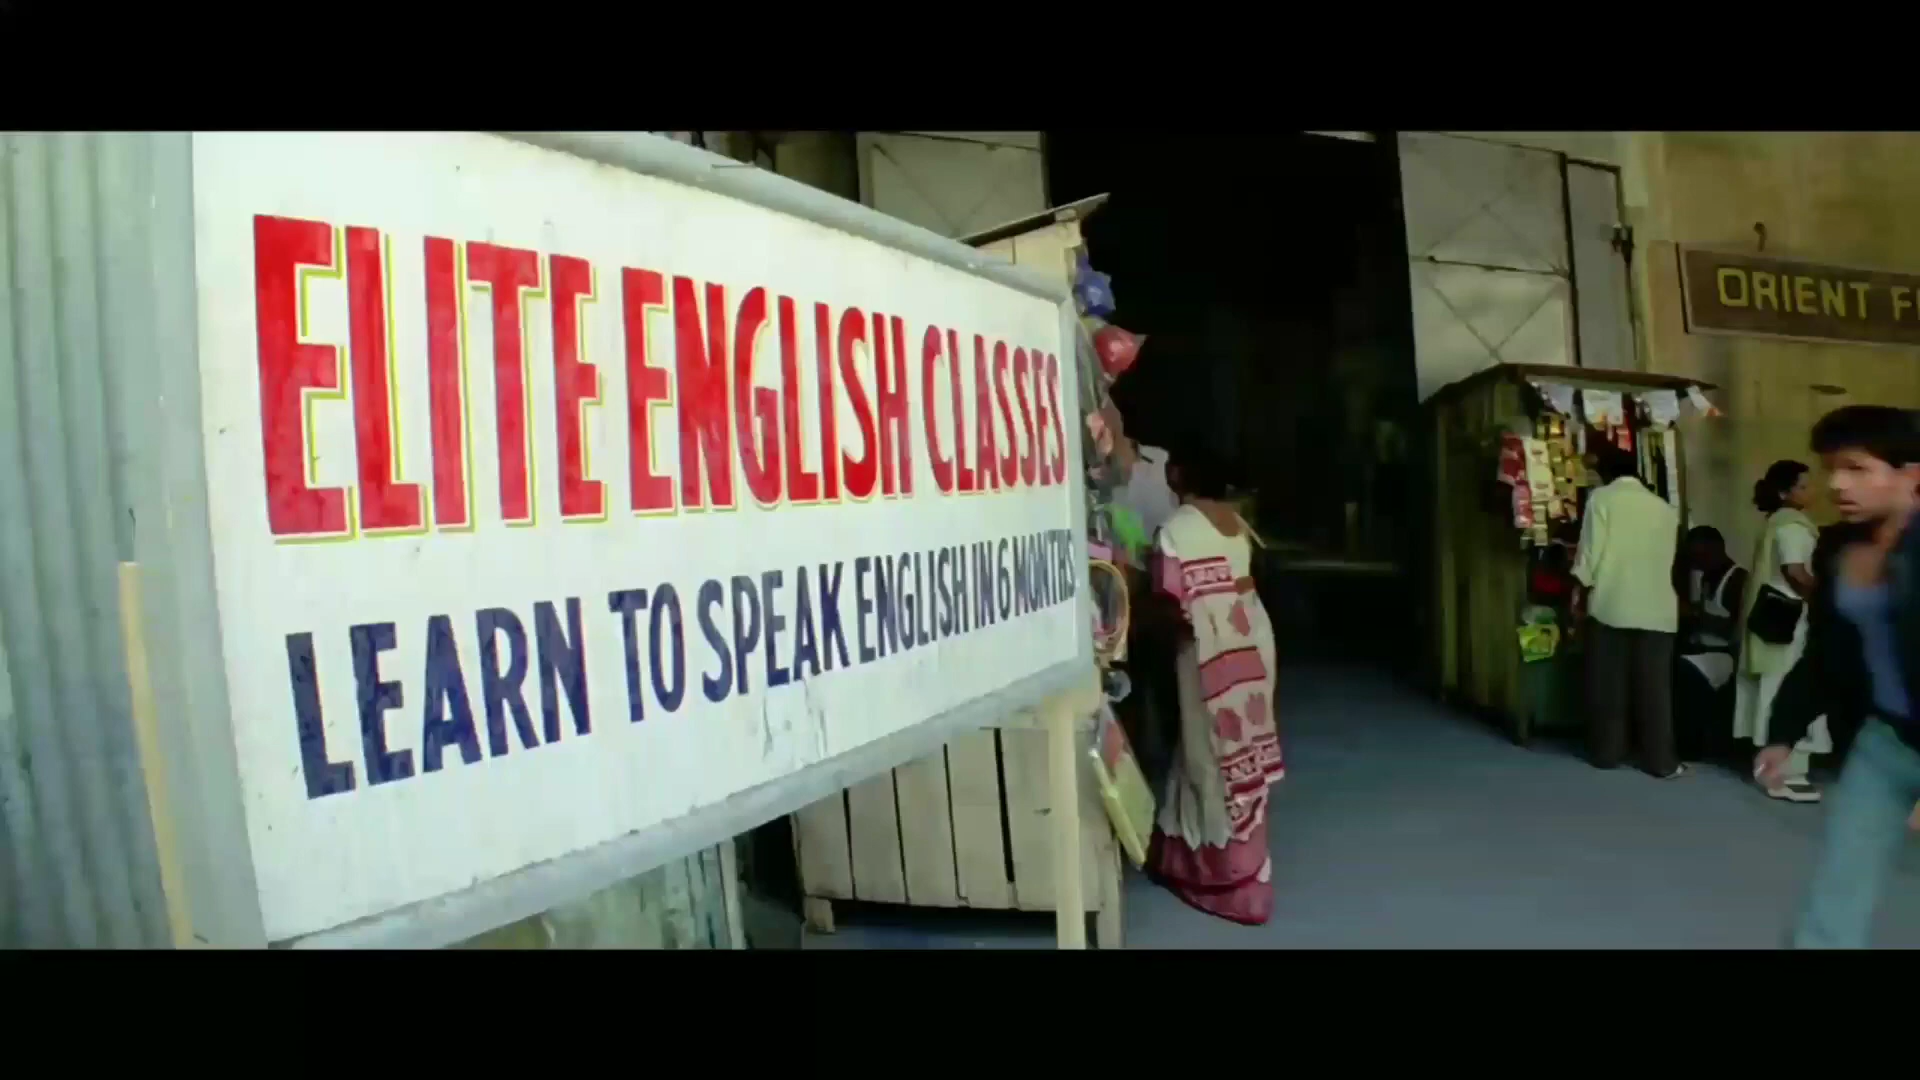 ELITE ENGLISH CLASSES
LEARN TO SPEAK ENGLISH IN 6 MONTHS
ORIENT